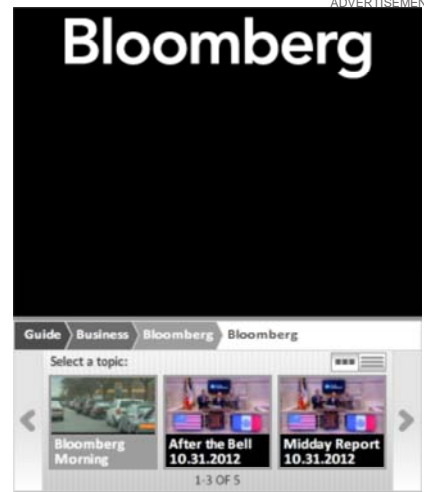 ADVERTISEMEN
Bloomberg
Guide Business Bloomberg Bloomberg
Select a topic:
Bloomberg
Morning
After the Bell
10.31.2012
Midday Report
10.31.2012
1-3 OF 5